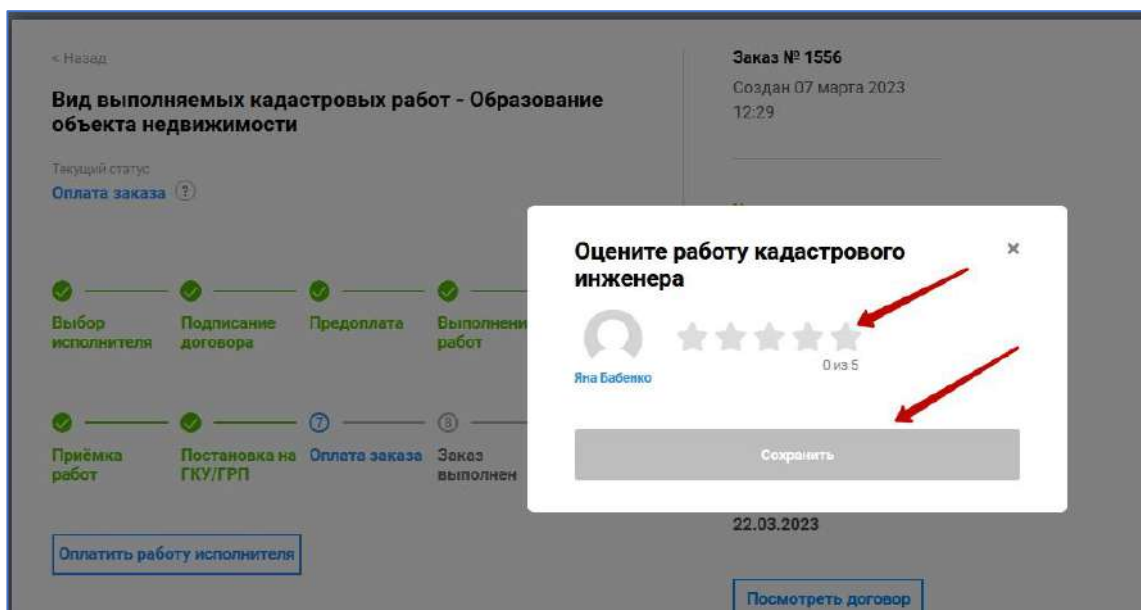 < Назад
Вид выполняемых кадастровых работ - Образование
объекта недвижимости
Текущий статус
Оплата заказа ?
Выбор
исполнителя
Подписание
договора
Предоплата
Выполнени
работ
Приёмка
работ
Постановка на
ГКУ/ГРП
7
Оплата заказа
8
Заказ
выполнен
Оплатить работу исполнителя
Заказ № 1556
Создан 07 марта 2023
12:29
Оцените работу кадастрового
инженера
×
Яна Бабенко
0 из 5
Сохранить
22.03.2023
Посмотреть договор